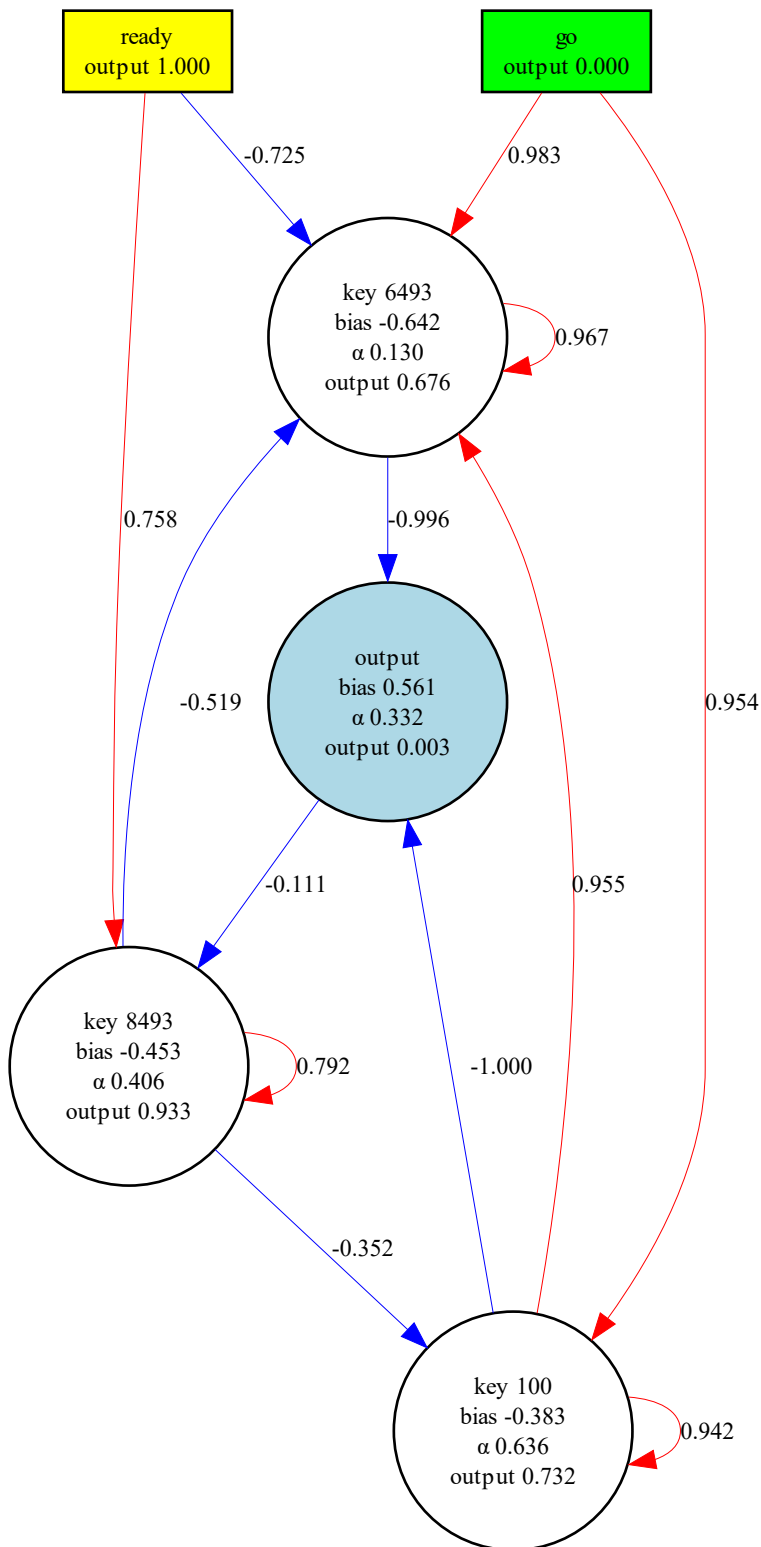 ready
output 1.000
go
output 0.000
-0.725
0.983
key 6493
bias -0.642
α 0.130
output 0.676
0.967
0.758
-0.996
output
bias 0.561
α 0.332
output 0.003
-0.519
0.954
-0.111
0.955
key 8493
bias -0.453
α 0.406
output 0.933
0.792
-1.000
-0.352
key 100
bias -0.383
α 0.636
output 0.732
0.942